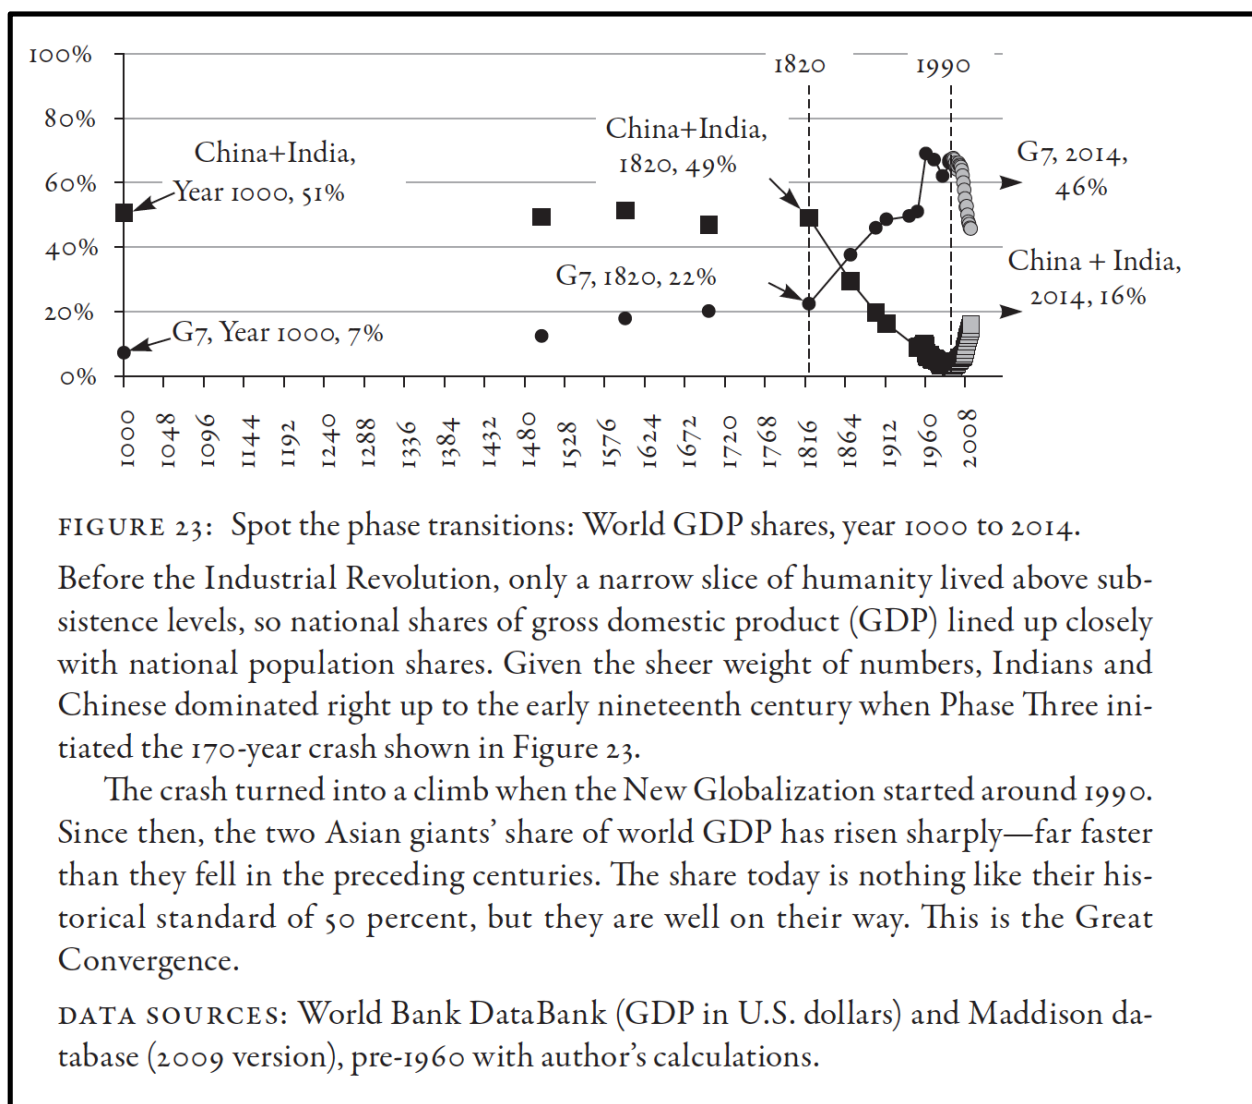 100%
80%
60%
40%
20%
0%
1820
1990
China+India,
Year 1000, 51%
China+India,
1820, 49%
G7, 2014,
46%
G7, 1820, 22%
China + India,
2014, 16%
G7, Year 1000, 7%
1000
1048
1096
1144
1192
1240
1288
1336
1384
1432
1480
1528
1576
1624
1672
1720
1768
1816
1864
1912
1960
2008
FIGURE 23: Spot the phase transitions: World GDP shares, year 1000 to 2014.
Before the Industrial Revolution, only a narrow slice of humanity lived above sub-
sistence levels, so national shares of gross domestic product (GDP) lined up closely
with national population shares. Given the sheer weight of numbers, Indians and
Chinese dominated right up to the early nineteenth century when Phase Three ini-
tiated the 170-year crash shown in Figure 23.
The crash turned into a climb when the New Globalization started around 1990.
Since then, the two Asian giants’ share of world GDP has risen sharply—far faster
than they fell in the preceding centuries. The share today is nothing like their his-
torical standard of 50 percent, but they are well on their way. This is the Great
Convergence.
DATA SOURCES: World Bank DataBank (GDP in U.S. dollars) and Maddison da-
tabase (2009 version), pre-1960 with author’s calculations.